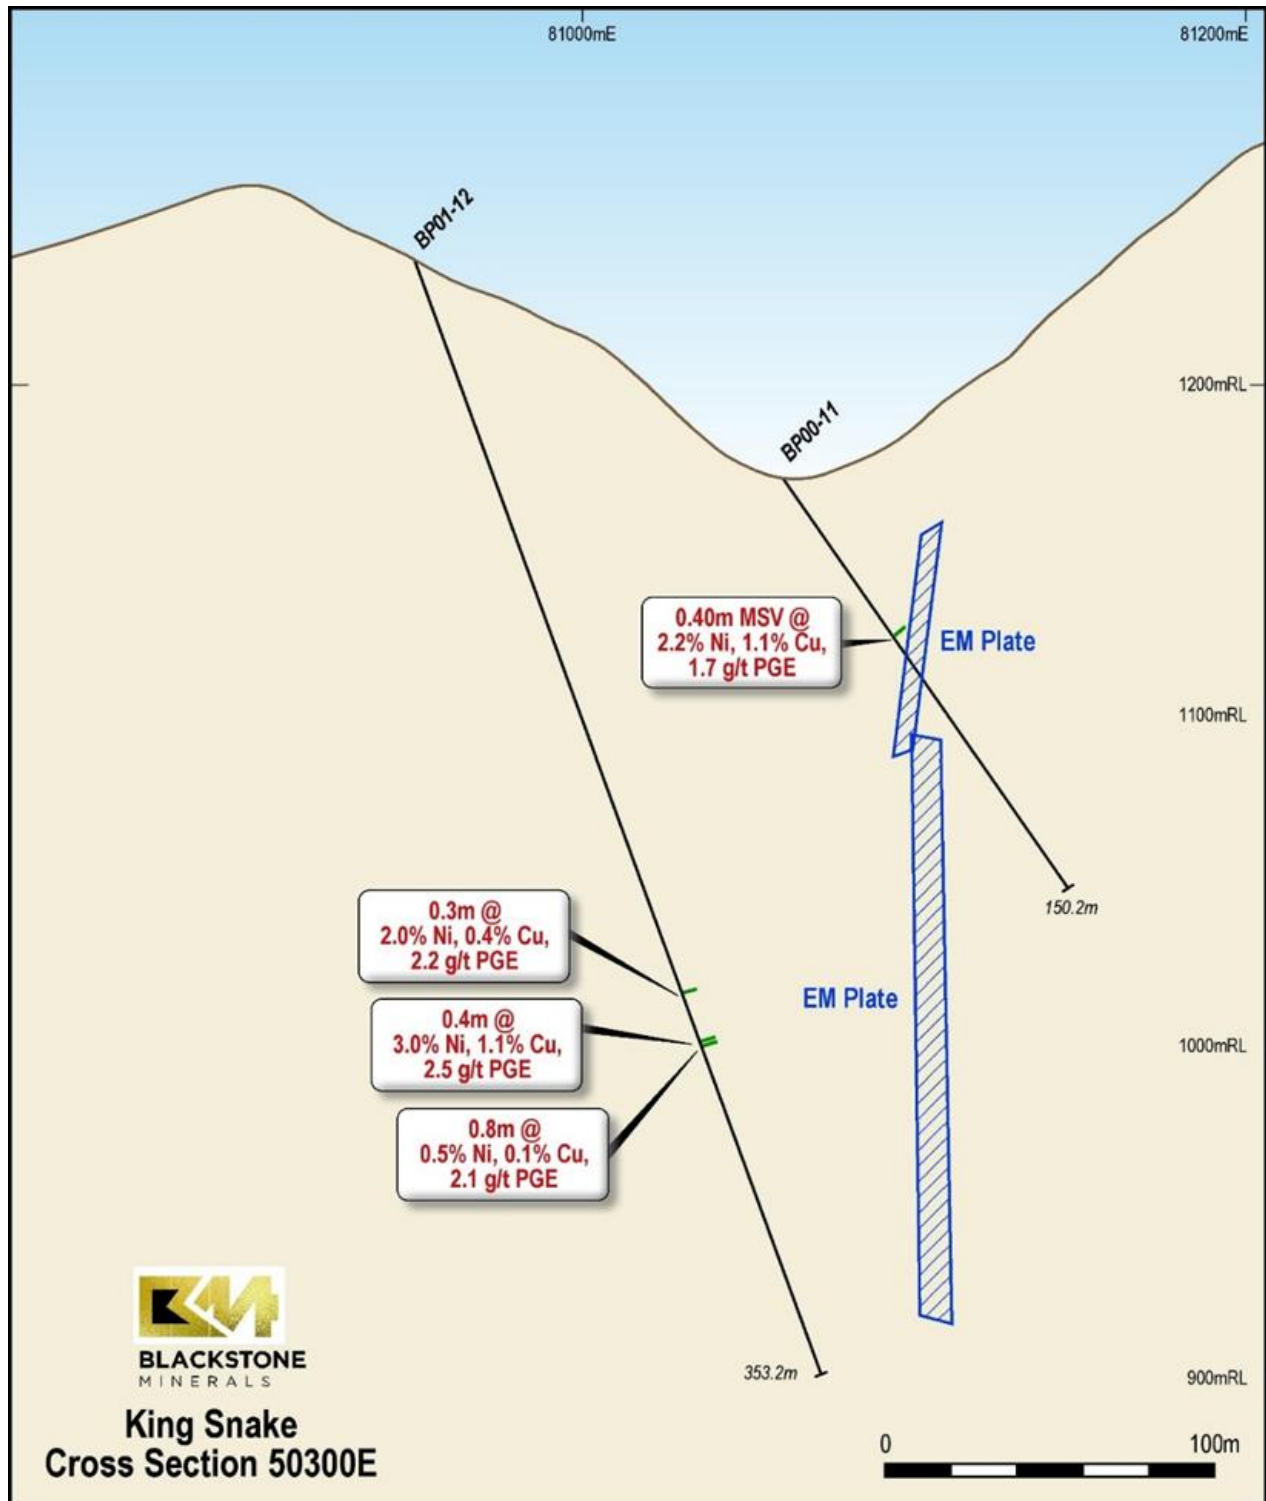 81000mE
81200mE
BP01-12
1200mRL
BP00-11
0.40m MSV @
2.2% Ni, 1.1% Cu,
1.7 g/t PGE
EM Plate
1100mRL
150.2m
0.3m @
2.0% Ni, 0.4% Cu,
2.2 g/t PGE
EM Plate
0.4m @
3.0% Ni, 1.1% Cu,
2.5 g/t PGE
1000mRL
0.8m @
0.5% Ni, 0.1% Cu,
2.1 g/t PGE
353.2m
900mRL
BLACKSTONE
MINERALS
King Snake
Cross Section 50300E
0
100m